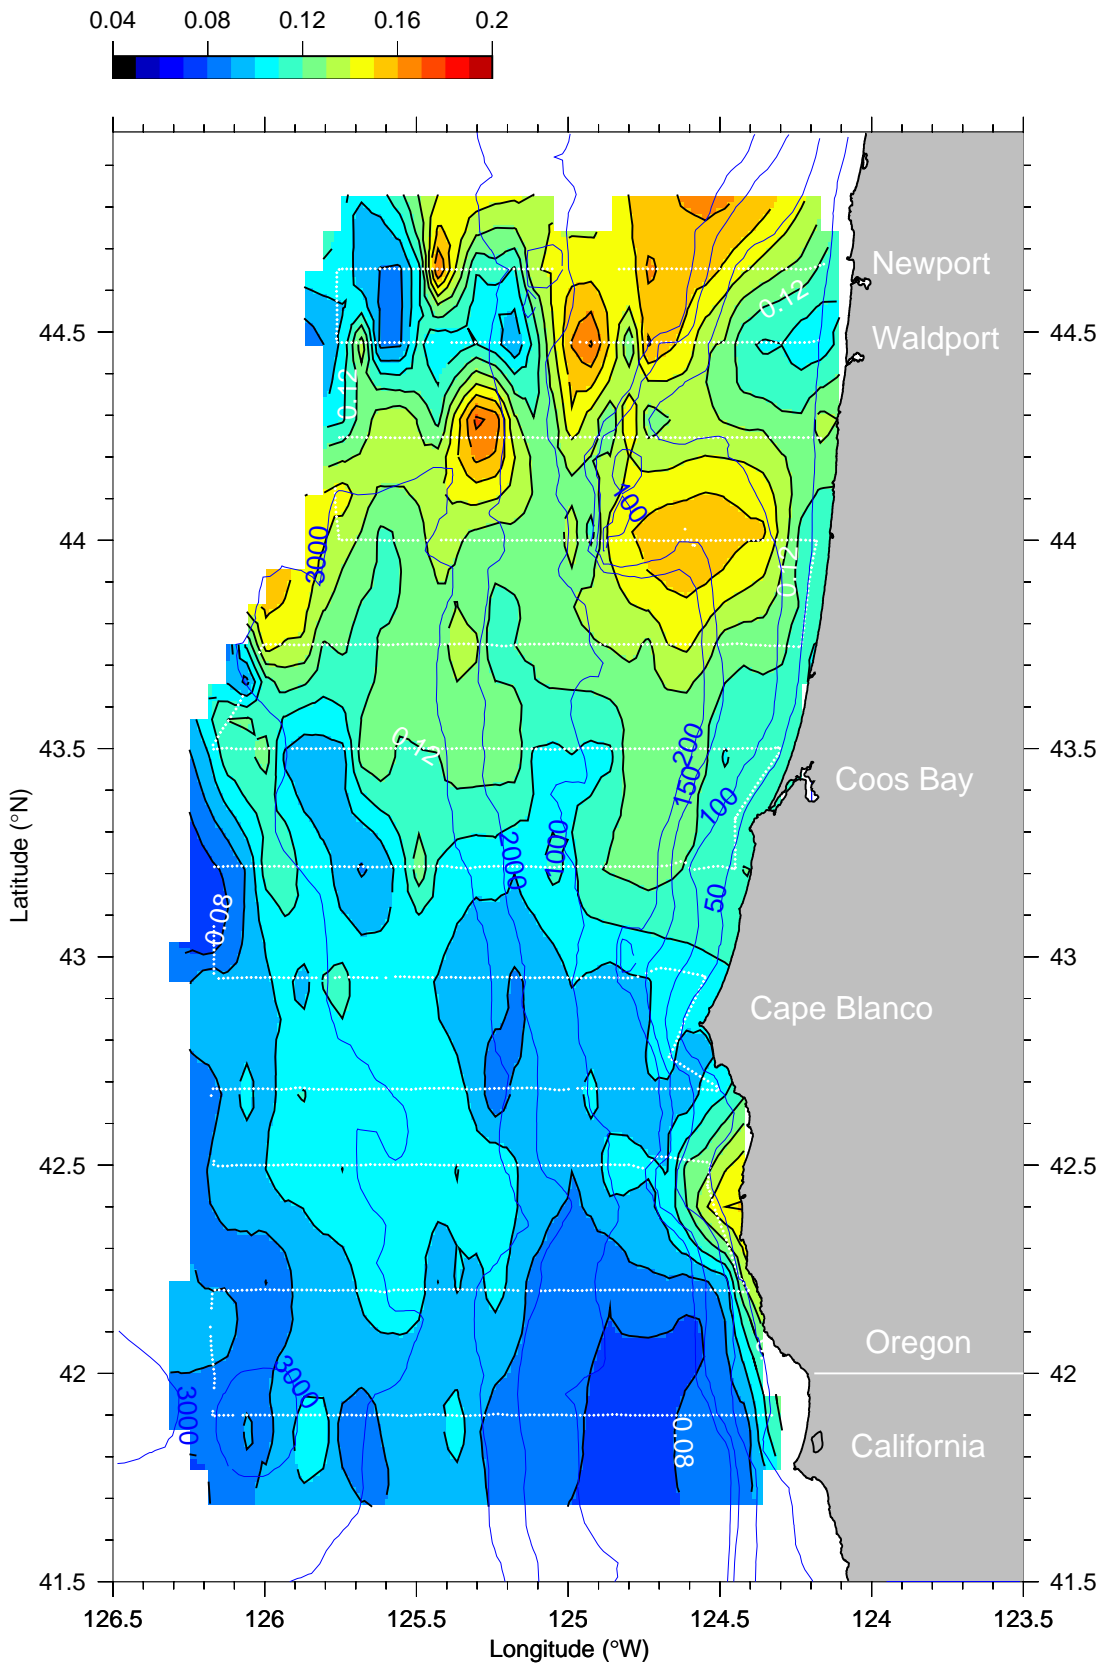 0.04 0.08 0.12 0.16 0.2
Newport
0.12
Waldport
44.5 44.5
0.12
100
3000
44 44
0.12
0.12
200
43.5 43.5
150
Coos Bay
100
Latitude (°N)
2000
1000
50
0.08
43 43
Cape Blanco
42.5 42.5
Oregon
3000
42 42
3000
0.08
California
41.5 41.5
126.5 126 125.5 125 124.5 124 123.5
Longitude (°W)